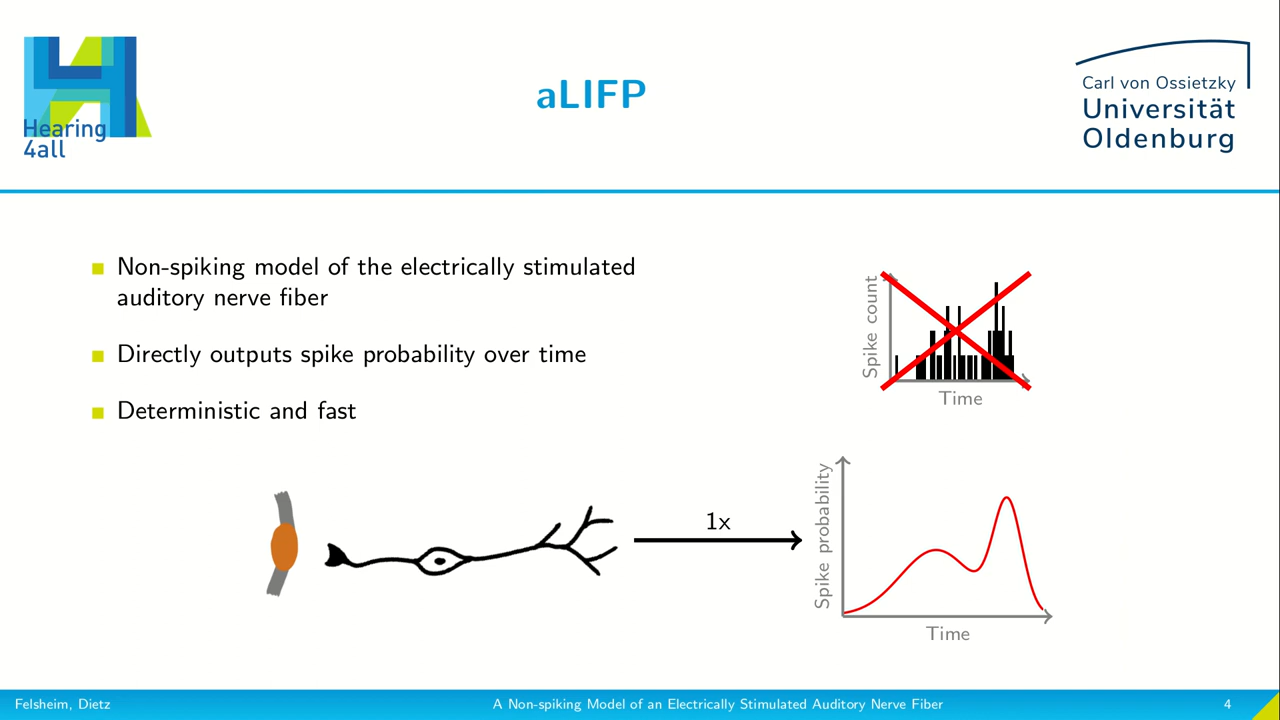 Hearing
4all
aLIFP
Carl von Ossietzky
Universität
Oldenburg
Non-spiking model of the electrically stimulated
auditory nerve fiber
Directly outputs spike probability over time
Deterministic and fast
Spike count
Time
1x
Spike probability
Time
Felsheim, Dietz
A Non-spiking Model of an Electrically Stimulated Auditory Nerve Fiber
4